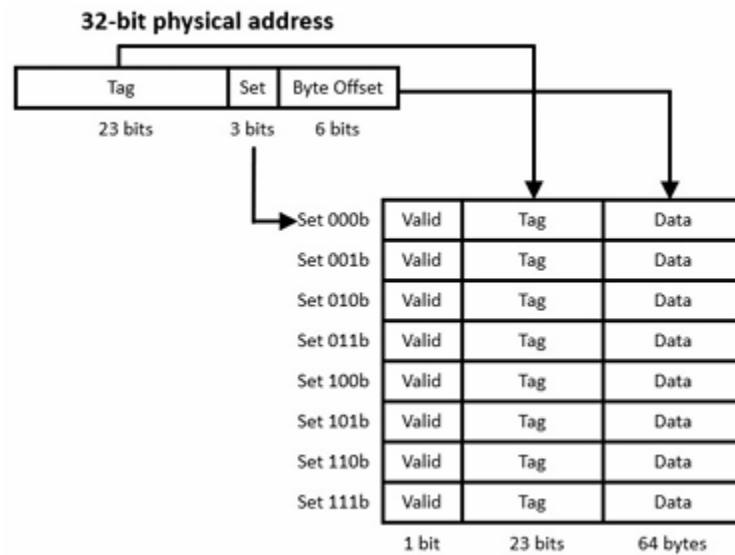 32-bit physical address
Tag Set Byte Offset
23 bits 3 bits 6 bits
Set 000b Valid Tag Data
Set 001b Valid Tag Data
Set 010b Valid Tag Data
Set 011b Valid Tag Data
Set 100b Valid Tag Data
Set 101b Valid Tag Data
Set 110b Valid Tag Data
Set 111b Valid Tag Data
1 bit 23 bits 64 bytes